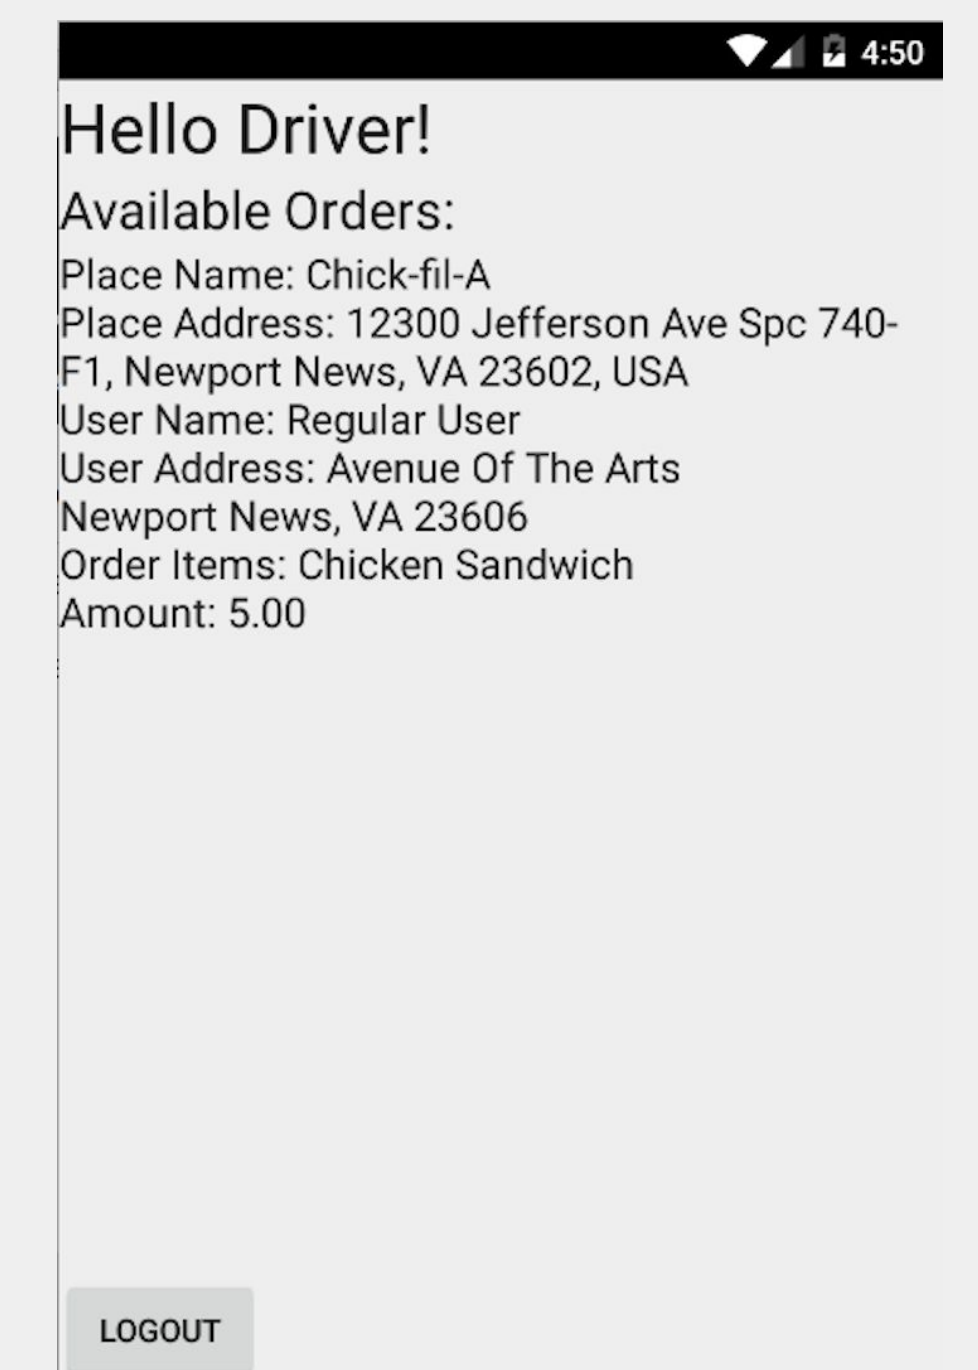 4:50
Hello Driver!
Available Orders:
Place Name: Chick-fil-A
Place Address: 12300 Jefferson Ave Spc 740-
F1, Newport News, VA 23602, USA
User Name: Regular User
User Address: Avenue Of The Arts
Newport News, VA 23606
Order Items: Chicken Sandwich
Amount: 5.00
LOGOUT